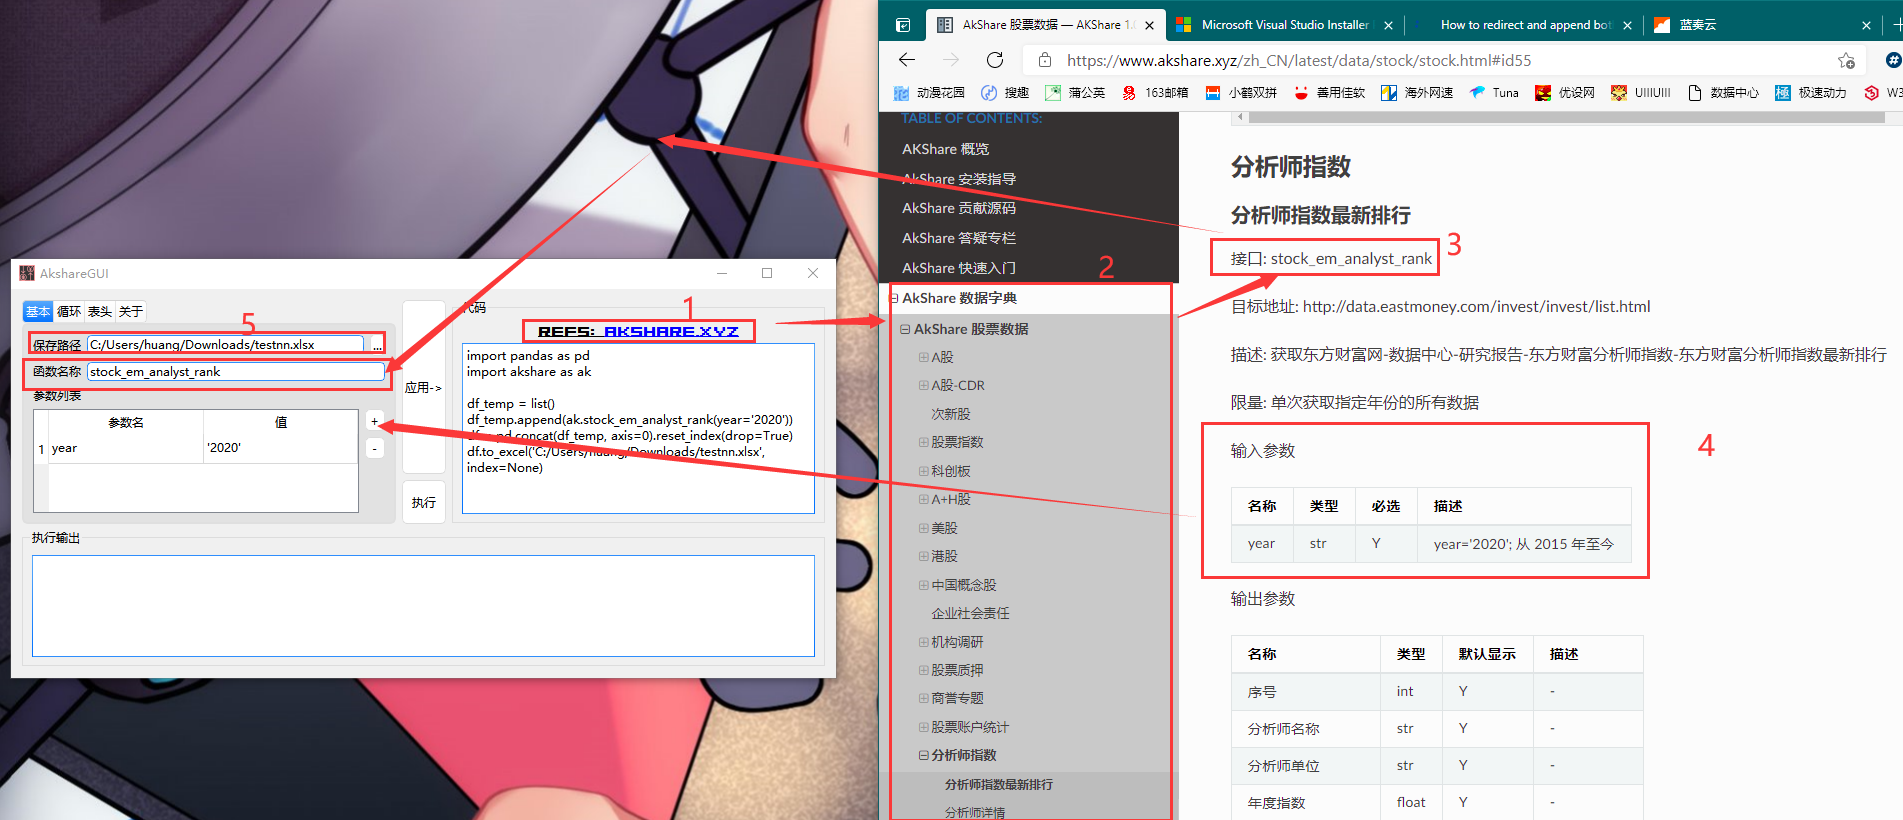 AkShare 股票数据 — AKShare 1.0
Microsoft Visual Studio Installer
How to redirect and append bot
蓝奏云
https://www.akshare.xyz/zh_CN/latest/data/stock/stock.html#id55
动漫花园
搜趣
蒲公英
163邮箱
小鹤双拼
善用佳软
海外网速
Tuna
优设网
UIIIUIII
数据中心
極
极速动力
W3
TABLE OF CONTENTS:
AKShare 概览
AkShare 安装指导
AkShare 贡献源码
AkShare 答疑专栏
AkShare 快速入门
2
AkShare 数据字典
AkShare 股票数据
A股
A股-CDR
次新股
股票指数
科创板
A+H股
美股
港股
中国概念股
企业社会责任
机构调研
股票质押
商誉专题
股票账户统计
分析师指数
分析师指数最新排行
分析师详情
分析师指数
分析师指数最新排行
接口: stock_em_analyst_rank
3
目标地址: http://data.eastmoney.com/invest/invest/list.html
描述: 获取东方财富网-数据中心-研究报告-东方财富分析师指数-东方财富分析师指数最新排行
限量: 单次获取指定年份的所有数据
4
输入参数
名称 类型 必选 描述
year str Y year='2020'; 从 2015 年至今
输出参数
名称 类型 默认显示 描述
序号 int Y -
分析师名称 str Y -
分析师单位 str Y -
年度指数 float Y -
AkshareGUI
基本 循环 表头 关于
5
保存路径 C:/Users/huang/Downloads/testnn.xlsx ...
函数名称 stock_em_analyst_rank
参数列表
参数名 值
1 year '2020'
+
-
应用->
执行
代码
1
REFS: AKSHARE.XYZ
import pandas as pd
import akshare as ak
df_temp = list()
df_temp.append(ak.stock_em_analyst_rank(year='2020'))
df = pd.concat(df_temp, axis=0).reset_index(drop=True)
df.to_excel('C:/Users/huang/Downloads/testnn.xlsx',
index=None)
执行输出